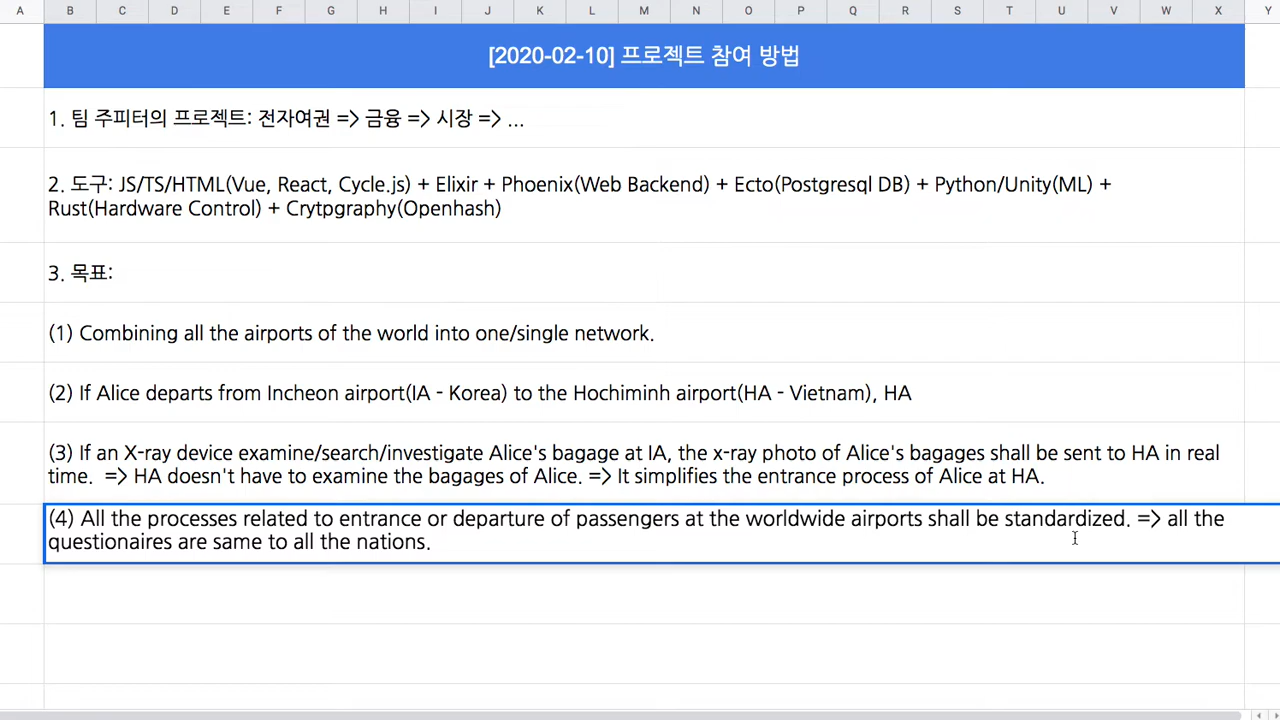 A B C D E F G H I J K L M N O P Q R S T U V W X Y
[2020-02-10] 프로젝트 참여 방법
1. 팀 주피터의 프로젝트: 전자여권 => 금융 => 시장 => ...
2. 도구: JS/TS/HTML(Vue, React, Cycle.js) + Elixir + Phoenix(Web Backend) + Ecto(Postgresql DB) + Python/Unity(ML) +
Rust(Hardware Control) + Crytpgraphy(Openhash)
3. 목표:
(1) Combining all the airports of the world into one/single network.
(2) If Alice departs from Incheon airport(IA - Korea) to the Hochiminh airport(HA - Vietnam), HA
(3) If an X-ray device examine/search/investigate Alice's bagage at IA, the x-ray photo of Alice's bagages shall be sent to HA in real
time. => HA doesn't have to examine the bagages of Alice. => It simplifies the entrance process of Alice at HA.
(4) All the processes related to entrance or departure of passengers at the worldwide airports shall be standardized. => all the
questionaires are same to all the nations.